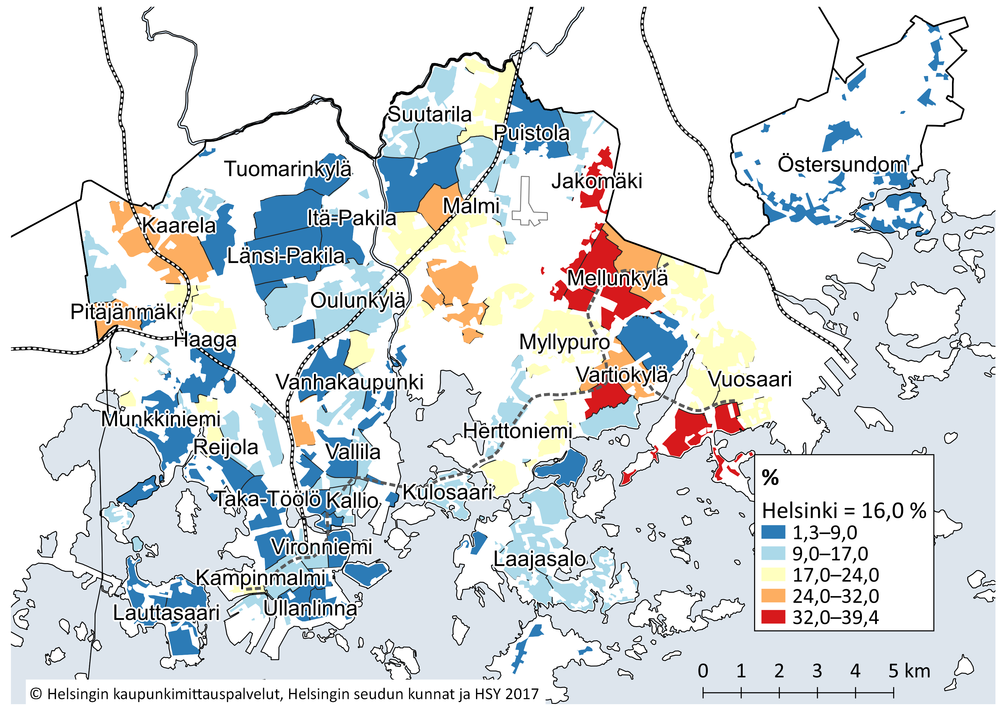 Suutarila
Puistola
Tuomarinkylä
Östersundom
Jakomäki
Malmi
Itä-Pakila
Kaarela
Länsi-Pakila
Mellunkylä
Oulunkylä
Pitäjänmäki
Haaga
Myllypuro
Vartiokylä
Vuosaari
Vanhakaupunki
Munkkiniemi
Herttoniemi
Reijola
Vallila
Taka-Töölö
Kallio
Kulosaari
Vironniemi
Laajasalo
Kampinmalmi
Lauttasaari
Ullanlinna
%
Helsinki = 16,0 %
1,3–9,0
9,0–17,0
17,0–24,0
24,0–32,0
32,0–39,4
0 1 2 3 4 5 km
© Helsingin kaupunkimittauspalvelut, Helsingin seudun kunnat ja HSY 2017